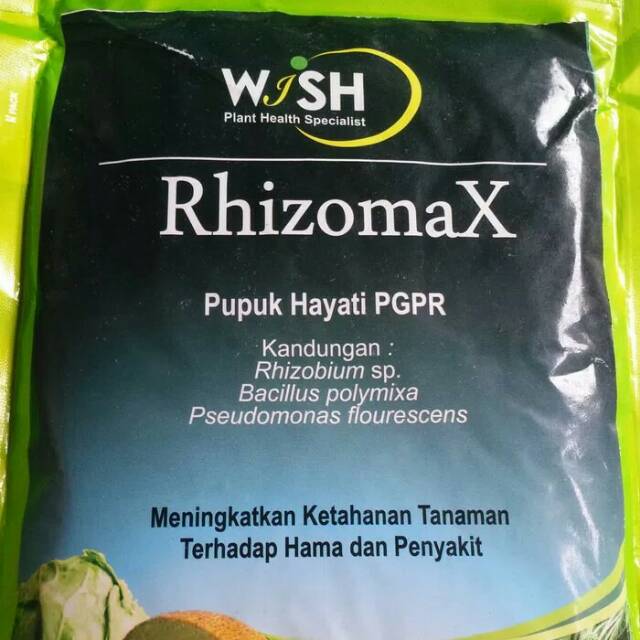 WiSH
Plant Health Specialist
RhizomaX
Pupuk Hayati PGPR
Kandungan :
Rhizobium sp.
Bacillus polymixa
Pseudomonas flourescens
Meningkatkan Ketahanan Tanaman
Terhadap Hama dan Penyakit